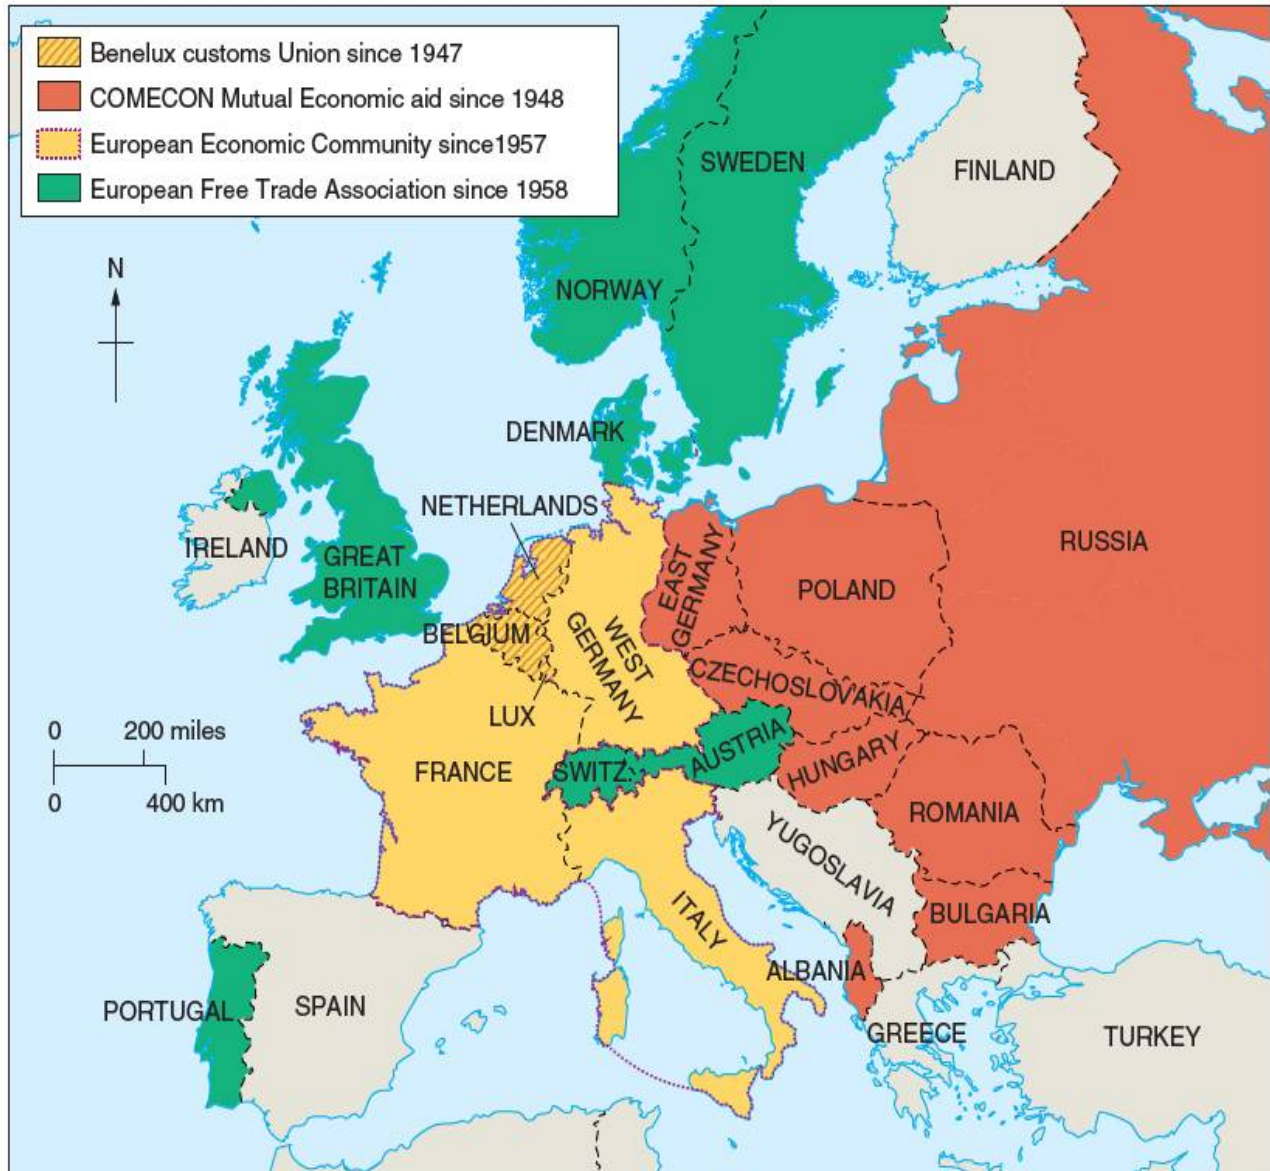 Benelux customs Union since 1947
COMECON Mutual Economic aid since 1948
European Economic Community since1957
European Free Trade Association since 1958
SWEDEN
FINLAND
N
NORWAY
DENMARK
NETHERLANDS
IRELAND
GREAT
BRITAIN
RUSSIA
EAST
GERMANY
POLAND
BELGIUM
WEST
GERMANY
CZECHOSLOVAKIA
LUX
0 200 miles
0 400 km
FRANCE
SWITZ.
AUSTRIA
HUNGARY
ROMANIA
YUGOSLAVIA
ITALY
BULGARIA
ALBANIA
PORTUGAL
SPAIN
GREECE
TURKEY